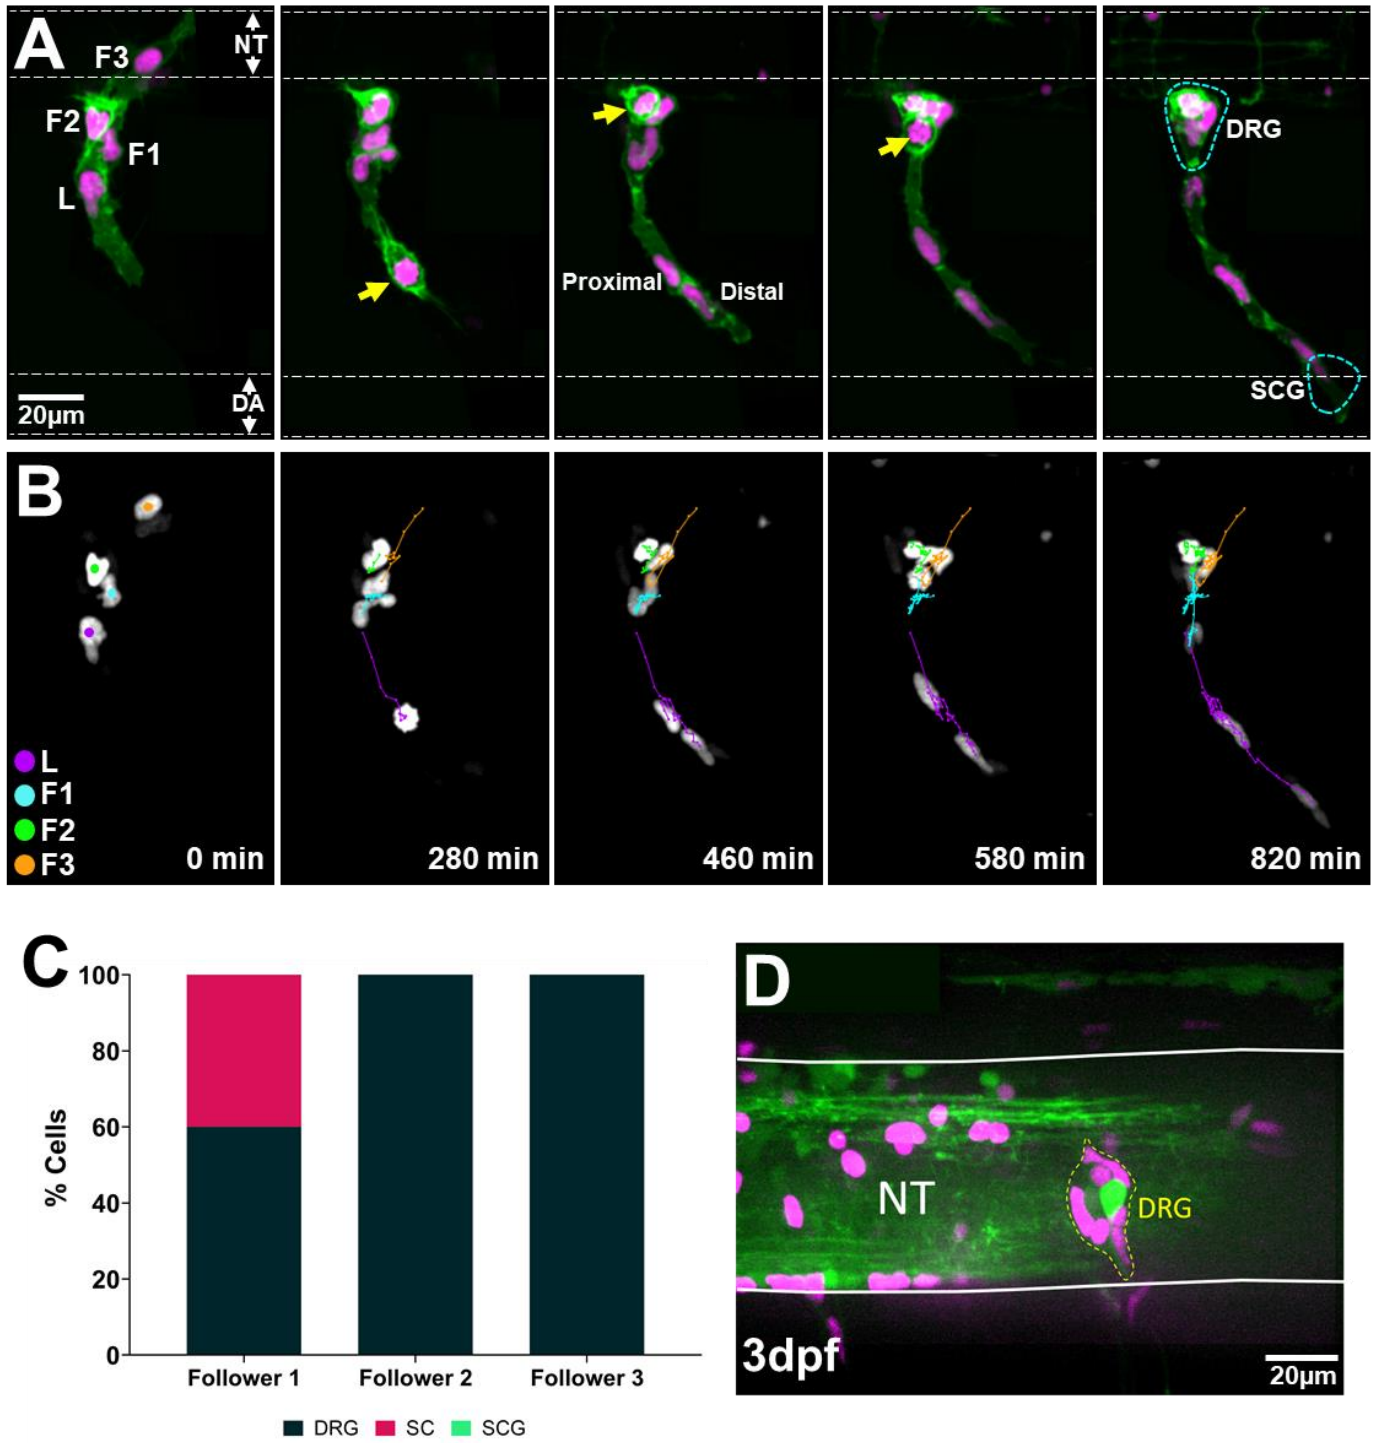 A
F3
NT
F2
F1
L
DA
20µm
Proximal
Distal
DRG
SCG
B
L
F1
F2
F3
0 min
280 min
460 min
580 min
820 min
C
% Cells
100
80
60
40
20
0
Follower 1
Follower 2
Follower 3
DRG
SC
SCG
D
NT
DRG
3dpf
20µm